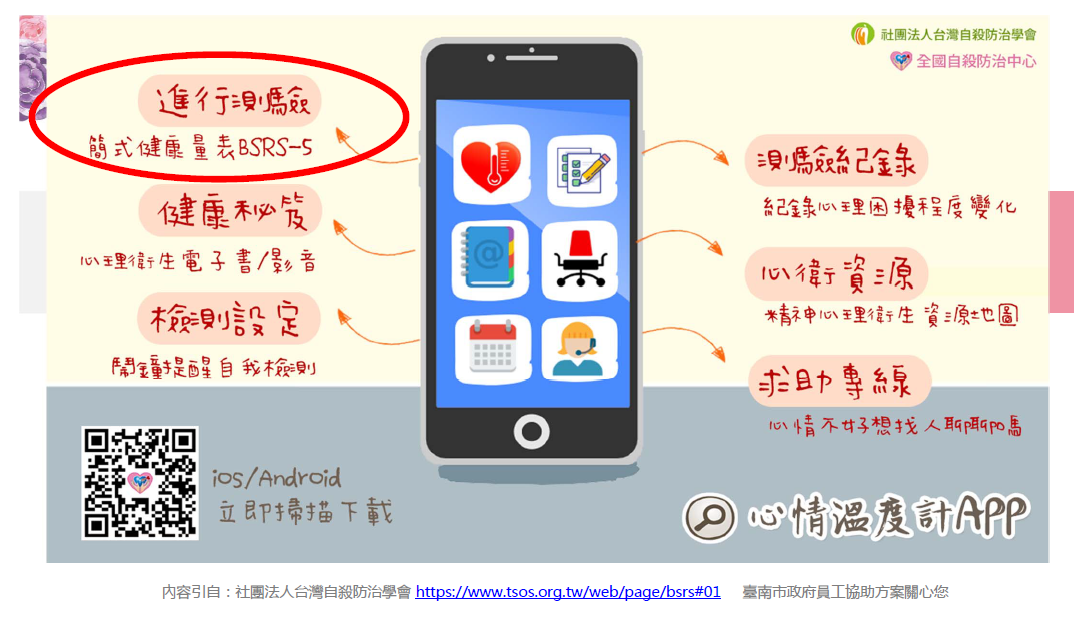 社團法人台灣自殺防治學會
全國自殺防治中心
進行測驗
簡式健康量表BSRS-5
健康秘笈
心理衛生電子書/影音
檢測設定
鬧鐘提醒自我檢測
測驗紀錄
紀錄心理困擾程度變化
心衛資源
精神心理衛生資源地圖
求助專線
心情不好想找人聊聊嗎
iOS/Android
立即掃描下載
心情溫度計APP
內容引自：社團法人台灣自殺防治學會 https://www.tsos.org.tw/web/page/bsrs#01 臺南市政府員工協助方案關心您